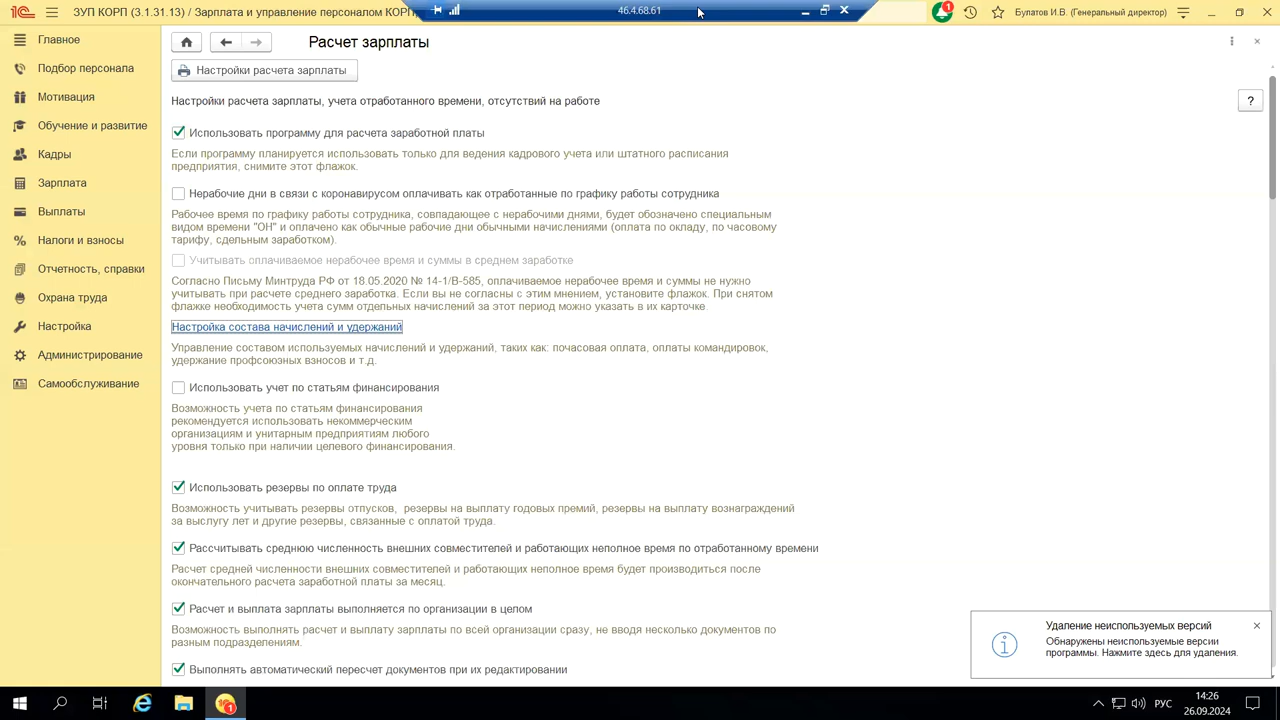 ЗУП КОРП (3.1.31.13) / Зарплата и управление персоналом КОРП,
46.4.68.61
1
Булатов И.В. (Генеральный директор)
Главное
Подбор персонала
Мотивация
Обучение и развитие
Кадры
Зарплата
Выплаты
Налоги и взносы
Отчетность, справки
Охрана труда
Настройка
Администрирование
Самообслуживание
Расчет зарплаты
Настройки расчета зарплаты
?
Настройки расчета зарплаты, учета отработанного времени, отсутствий на работе
Использовать программу для расчета заработной платы
Если программу планируется использовать только для ведения кадрового учета или штатного расписания
предприятия, снимите этот флажок.
Нерабочие дни в связи с коронавирусом оплачивать как отработанные по графику работы сотрудника
Рабочее время по графику работы сотрудника, совпадающее с нерабочими днями, будет обозначено специальным
видом времени "ОН" и оплачено как обычные рабочие дни обычными начислениями (оплата по окладу, по часовому
тарифу, сдельным заработком).
Учитывать оплачиваемое нерабочее время и суммы в среднем заработке
Согласно Письму Минтруда РФ от 18.05.2020 № 14-1/В-585, оплачиваемое нерабочее время и суммы не нужно
учитывать при расчете среднего заработка. Если вы не согласны с этим мнением, установите флажок. При снятом
флажке необходимость учета сумм отдельных начислений за этот период можно указать в их карточке.
Настройка состава начислений и удержаний
Управление составом используемых начислений и удержаний, таких как: почасовая оплата, оплаты командировок,
удержание профсоюзных взносов и т.д.
Использовать учет по статьям финансирования
Возможность учета по статьям финансирования
рекомендуется использовать некоммерческим
организациям и унитарным предприятиям любого
уровня только при наличии целевого финансирования.
Использовать резервы по оплате труда
Возможность учитывать резервы отпусков, резервы на выплату годовых премий, резервы на выплату вознаграждений
за выслугу лет и другие резервы, связанные с оплатой труда.
Рассчитывать среднюю численность внешних совместителей и работающих неполное время по отработанному времени
Расчет средней численности внешних совместителей и работающих неполное время будет производиться после
окончательного расчета заработной платы за месяц.
Расчет и выплата зарплаты выполняется по организации в целом
Возможность выполнять расчет и выплату зарплаты по всей организации сразу, не вводя несколько документов по
разным подразделениям.
Выполнять автоматический пересчет документов при их редактировании
Удаление неиспользуемых версий
Обнаружены неиспользуемые версии
программы. Нажмите здесь для удаления.
1
РУС
14:26
26.09.2024